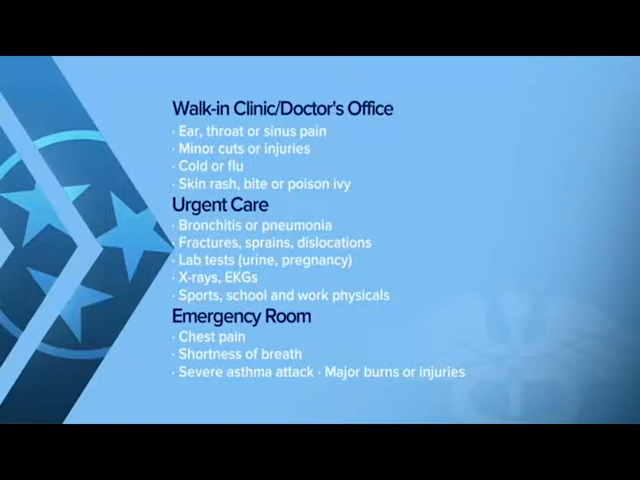 Walk-in Clinic/Doctor's Office
· Ear, throat or sinus pain
· Minor cuts or injuries
· Cold or flu
· Skin rash, bite or poison ivy
Urgent Care
· Bronchitis or pneumonia
· Fractures, sprains, dislocations
· Lab tests (urine, pregnancy)
· X-rays, EKGs
· Sports, school and work physicals
Emergency Room
· Chest pain
· Shortness of breath
· Severe asthma attack · Major burns or injuries